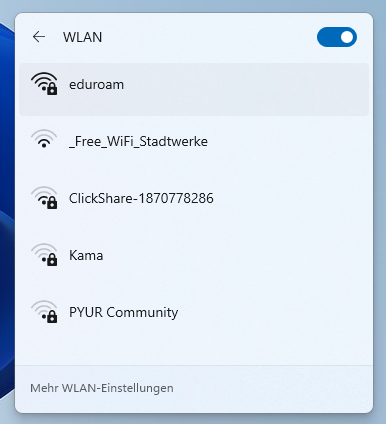 WLAN
eduroam
_Free_WiFi_Stadtwerke
ClickShare-1870778286
Kama
PYUR Community
Mehr WLAN-Einstellungen